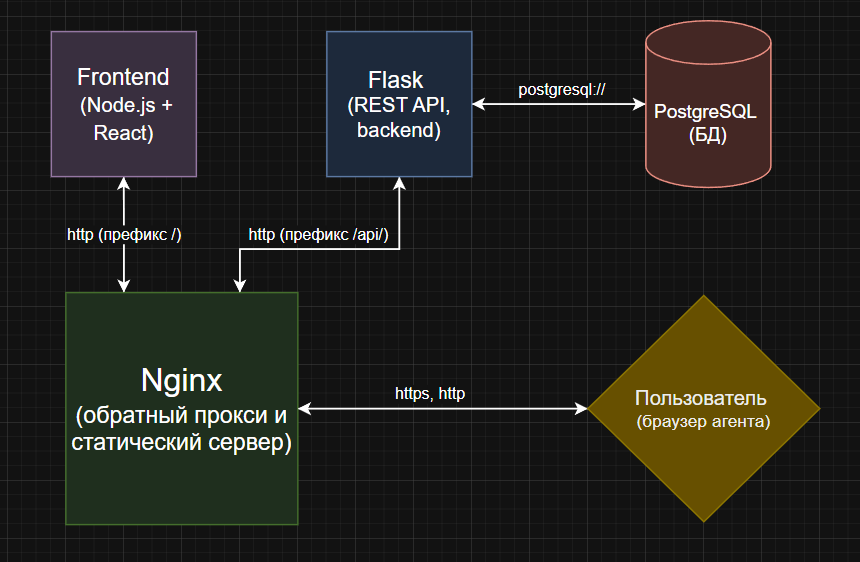 Frontend
(Node.js +
React)
Flask
(REST API,
backend)
postgresql://
PostgreSQL
(БД)
http (префикс /)
http (префикс /api/)
Nginx
(обратный прокси и
статический сервер)
https, http
Пользователь
(браузер агента)